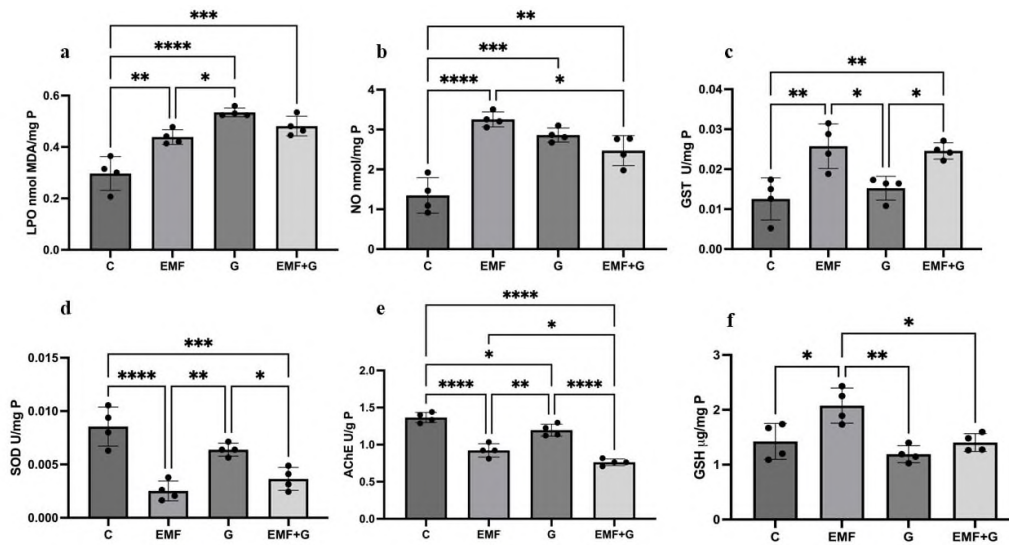 a
***
****
**
*
LPO nmol MDA/mg P
0.6
0.4
0.2
0.0
C
EMF
G
EMF+G
b
**
***
****
*
NO nmol/mg P
4
3
2
1
0
C
EMF
G
EMF+G
c
**
**
*
*
GST U/mg P
0.04
0.03
0.02
0.01
0.00
C
EMF
G
EMF+G
d
***
****
**
*
SOD U/mg P
0.015
0.010
0.005
0.000
C
EMF
G
EMF+G
e
****
*
*
****
**
****
AChE U/g P
2.0
1.5
1.0
0.5
0.0
C
EMF
G
EMF+G
f
*
*
**
GSH µg/mg P
3
2
1
0
C
EMF
G
EMF+G